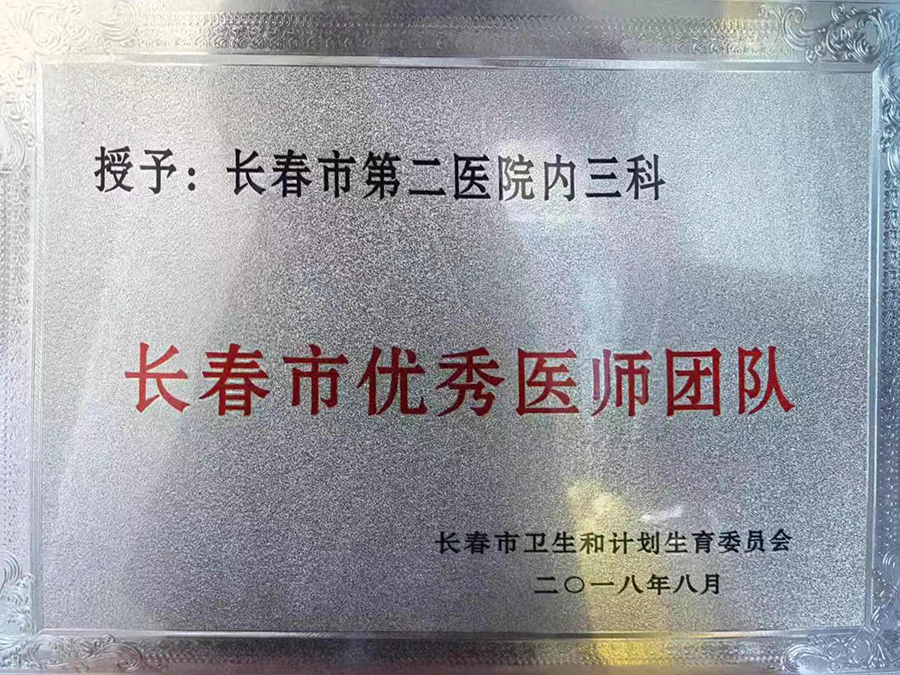 授予：长春市第二医院内三科
长春市优秀医师团队
长春市卫生和计划生育委员会
二〇一八年八月